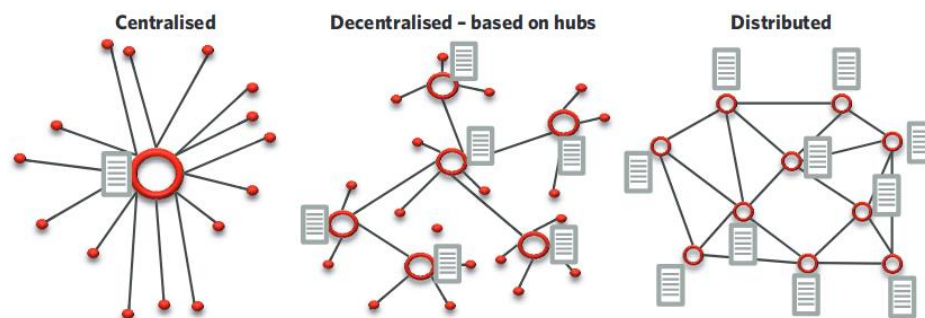 Centralised
Decentralised – based on hubs
Distributed